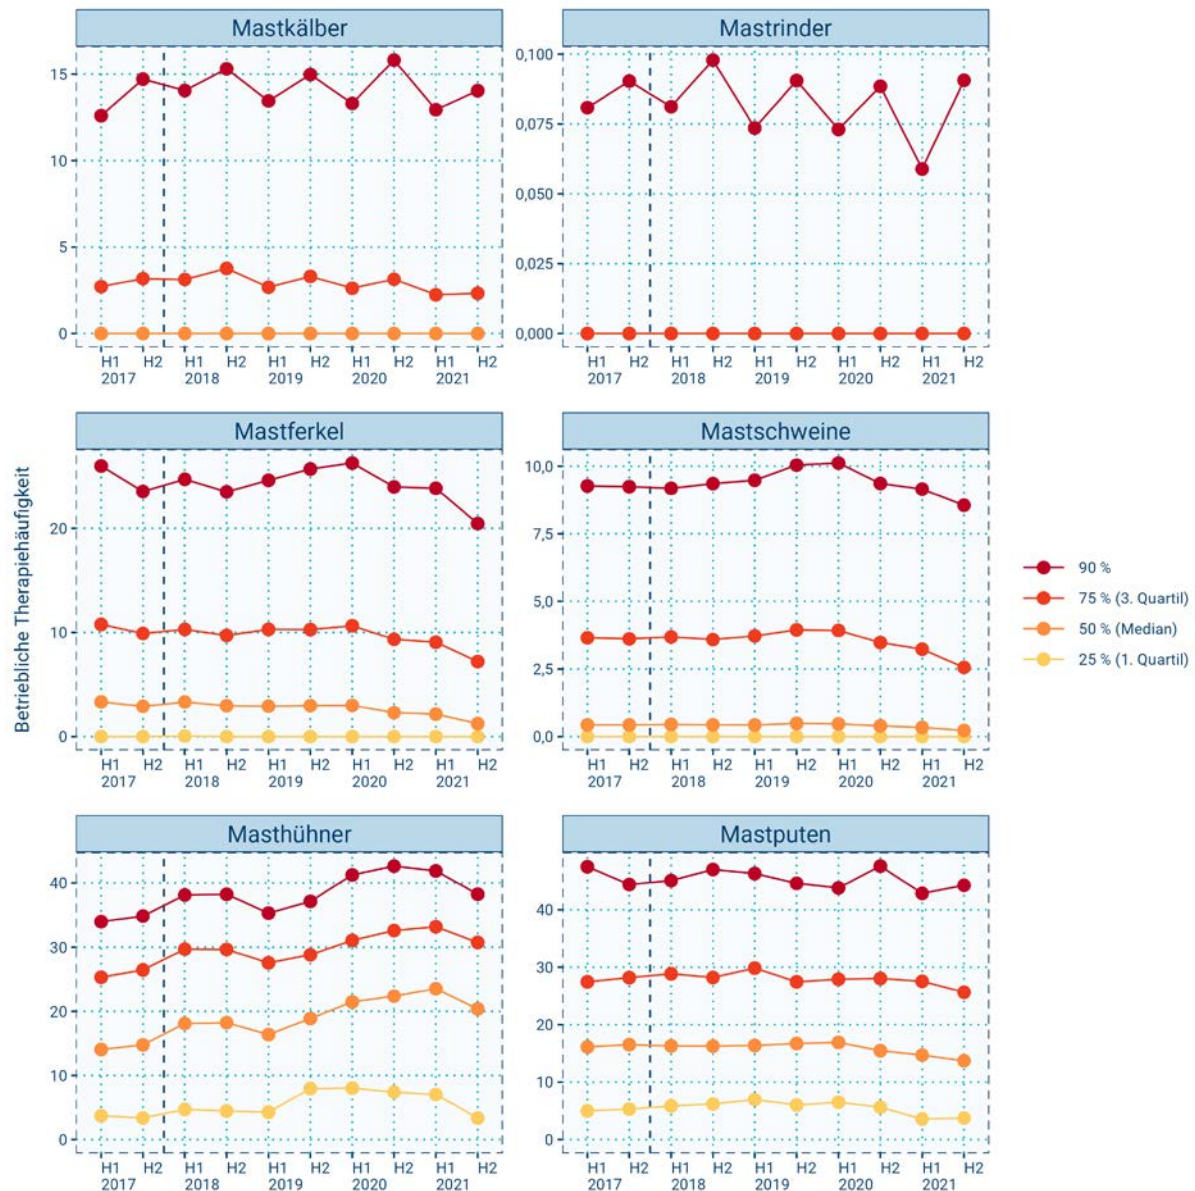 Mastkälber
15
10
5
0
H1 H2 H1 H2 H1 H2 H1 H2 H1 H2
2017 2018 2019 2020 2021
Mastrinder
0,100
0,075
0,050
0,025
0,000
H1 H2 H1 H2 H1 H2 H1 H2 H1 H2
2017 2018 2019 2020 2021
Betriebliche Therapiehäufigkeit
Mastferkel
20
10
0
H1 H2 H1 H2 H1 H2 H1 H2 H1 H2
2017 2018 2019 2020 2021
Mastschweine
10,0
7,5
5,0
2,5
0,0
H1 H2 H1 H2 H1 H2 H1 H2 H1 H2
2017 2018 2019 2020 2021
90 %
75 % (3. Quartil)
50 % (Median)
25 % (1. Quartil)
Masthühner
40
30
20
10
0
H1 H2 H1 H2 H1 H2 H1 H2 H1 H2
2017 2018 2019 2020 2021
Mastputen
40
30
20
10
0
H1 H2 H1 H2 H1 H2 H1 H2 H1 H2
2017 2018 2019 2020 2021